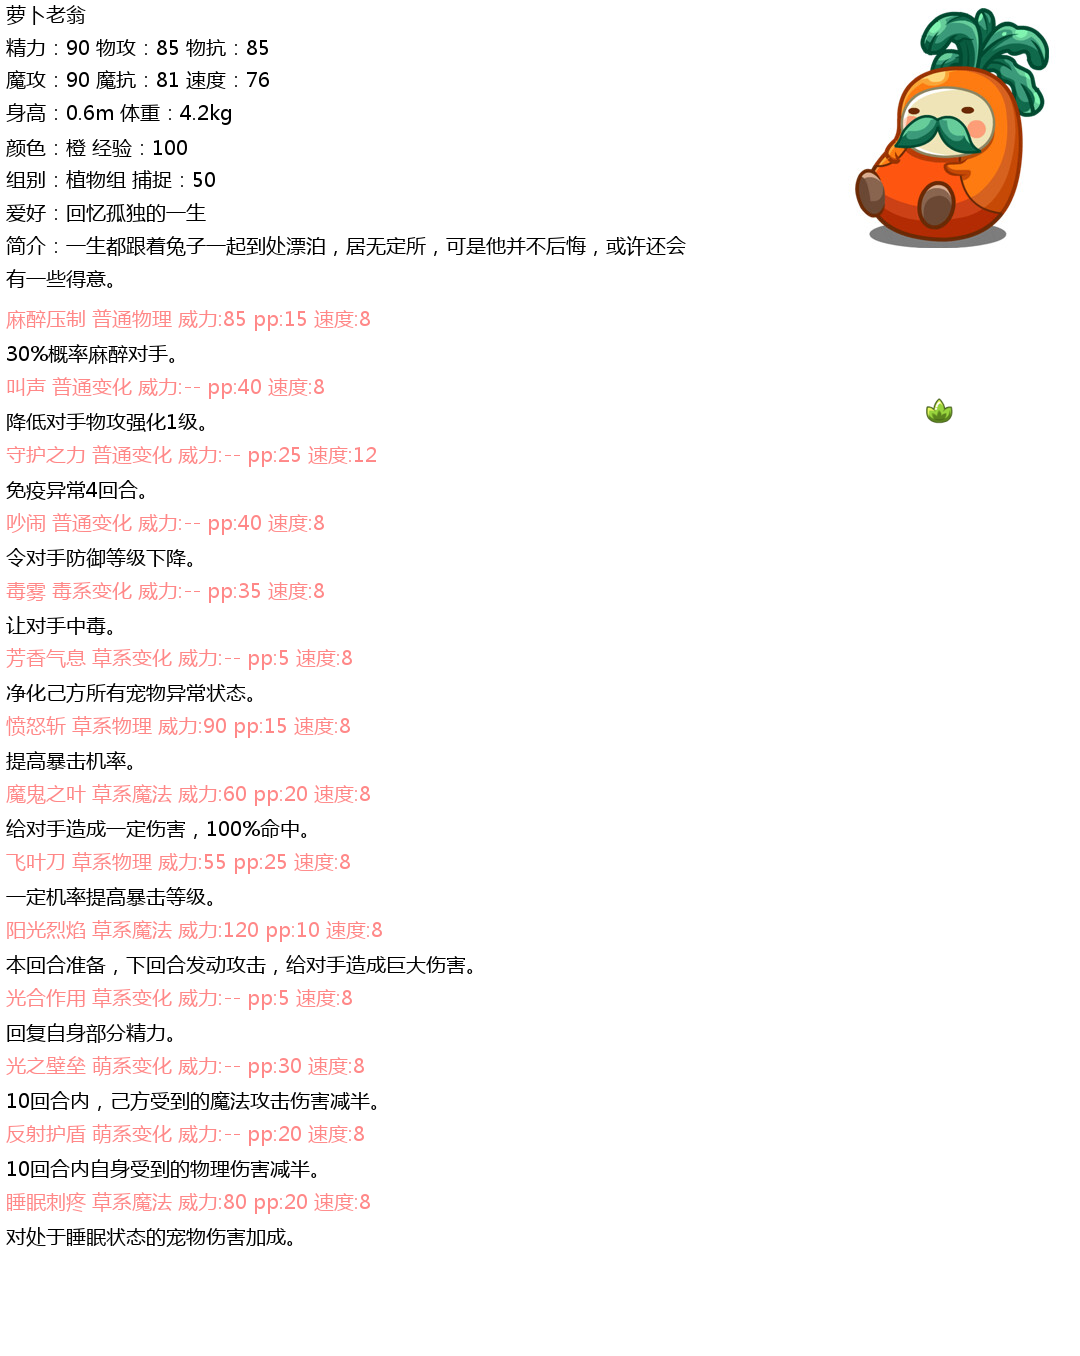 萝卜老翁
精力：90 物攻：85 物抗：85
魔攻：90 魔抗：81 速度：76
身高：0.6m 体重：4.2kg
颜色：橙 经验：100
组别：植物组 捕捉：50
爱好：回忆孤独的一生
简介：一生都跟着兔子一起到处漂泊，居无定所，可是他并不后悔，或许还会
有一些得意。
麻醉压制 普通物理 威力:85 pp:15 速度:8
30%概率麻醉对手。
叫声 普通变化 威力:-- pp:40 速度:8
降低对手物攻强化1级。
守护之力 普通变化 威力:-- pp:25 速度:12
免疫异常4回合。
吵闹 普通变化 威力:-- pp:40 速度:8
令对手防御等级下降。
毒雾 毒系变化 威力:-- pp:35 速度:8
让对手中毒。
芳香气息 草系变化 威力:-- pp:5 速度:8
净化己方所有宠物异常状态。
愤怒斩 草系物理 威力:90 pp:15 速度:8
提高暴击机率。
魔鬼之叶 草系魔法 威力:60 pp:20 速度:8
给对手造成一定伤害，100%命中。
飞叶刀 草系物理 威力:55 pp:25 速度:8
一定机率提高暴击等级。
阳光烈焰 草系魔法 威力:120 pp:10 速度:8
本回合准备，下回合发动攻击，给对手造成巨大伤害。
光合作用 草系变化 威力:-- pp:5 速度:8
回复自身部分精力。
光之壁垒 萌系变化 威力:-- pp:30 速度:8
10回合内，己方受到的魔法攻击伤害减半。
反射护盾 萌系变化 威力:-- pp:20 速度:8
10回合内自身受到的物理伤害减半。
睡眠刺疼 草系魔法 威力:80 pp:20 速度:8
对处于睡眠状态的宠物伤害加成。